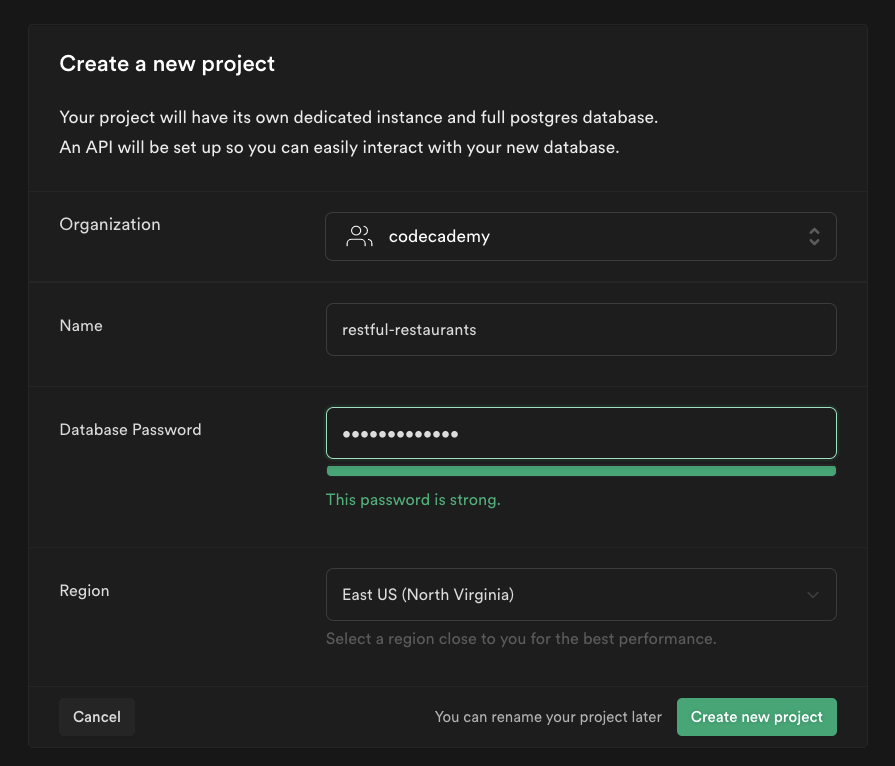 Create a new project
Your project will have its own dedicated instance and full postgres database.
An API will be set up so you can easily interact with your new database.
Organization
codecademy
Name
restful-restaurants
Database Password
•••••••••••••
This password is strong.
Region
East US (North Virginia)
Select a region close to you for the best performance.
Cancel
You can rename your project later
Create new project